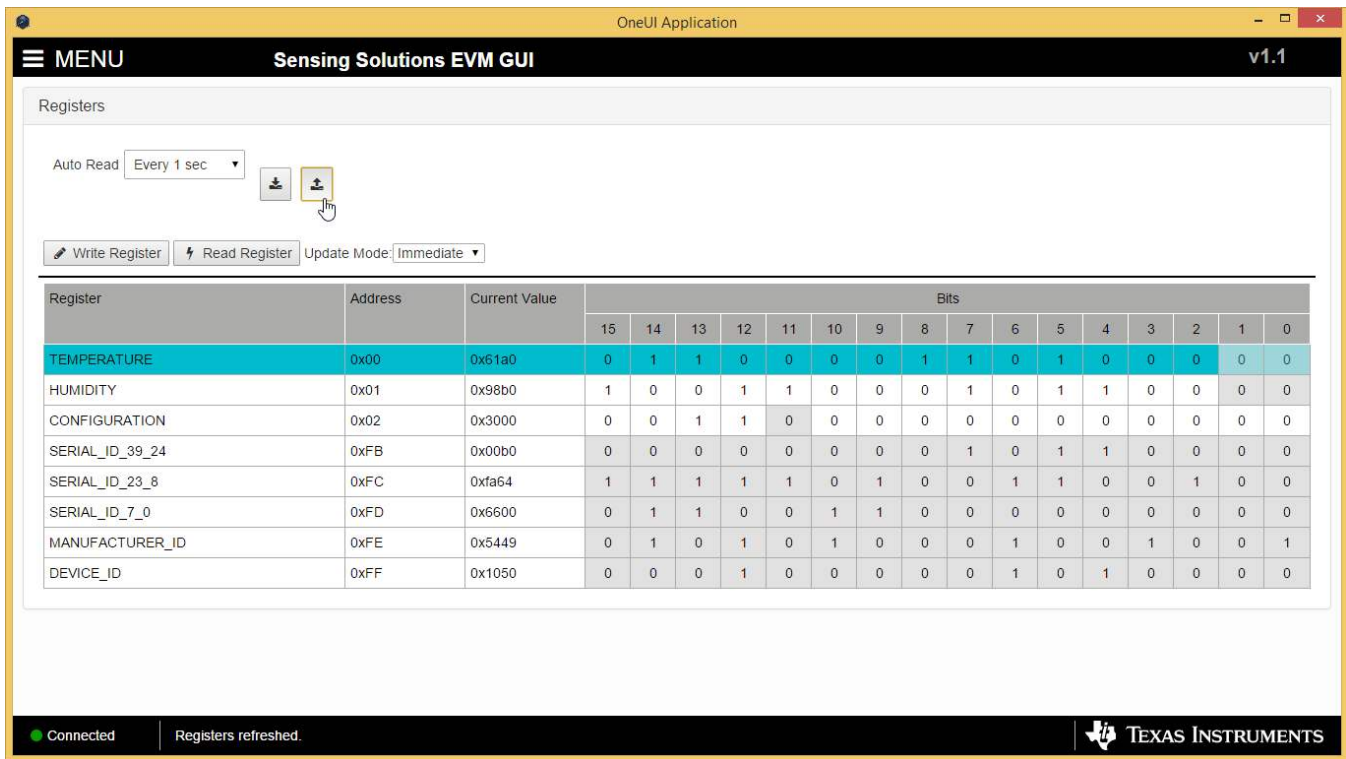 OneUI Application
MENU Sensing Solutions EVM GUI v1.1
Registers
Auto Read Every 1 sec
Write Register Read Register Update Mode: Immediate
Register Address Current Value Bits
15 14 13 12 11 10 9 8 7 6 5 4 3 2 1 0
TEMPERATURE 0x00 0x61a0 0 1 1 0 0 0 0 1 1 0 1 0 0 0 0 0
HUMIDITY 0x01 0x98b0 1 0 0 1 1 0 0 0 1 0 1 1 0 0 0 0
CONFIGURATION 0x02 0x3000 0 0 1 1 0 0 0 0 0 0 0 0 0 0 0 0
SERIAL_ID_39_24 0xFB 0x00b0 0 0 0 0 0 0 0 0 1 0 1 1 0 0 0 0
SERIAL_ID_23_8 0xFC 0xfa64 1 1 1 1 1 0 1 0 0 1 1 0 0 1 0 0
SERIAL_ID_7_0 0xFD 0x6600 0 1 1 0 0 1 1 0 0 0 0 0 0 0 0 0
MANUFACTURER_ID 0xFE 0x5449 0 1 0 1 0 1 0 0 0 1 0 0 1 0 0 1
DEVICE_ID 0xFF 0x1050 0 0 0 1 0 0 0 0 0 1 0 1 0 0 0 0
Connected Registers refreshed. TEXAS INSTRUMENTS